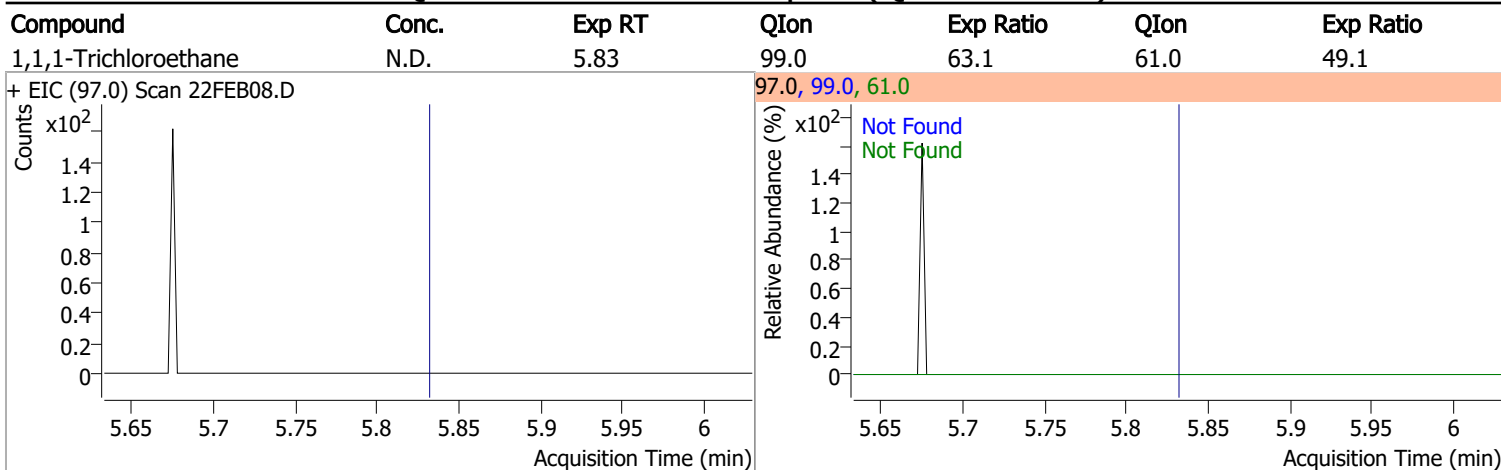 Compound Conc. Exp RT QIon Exp Ratio QIon Exp Ratio
1,1,1-Trichloroethane N.D. 5.83 99.0 63.1 61.0 49.1
+ EIC (97.0) Scan 22FEB08.D
Counts
x10²
1.4
1.2
1
0.8
0.6
0.4
0.2
0
5.65 5.7 5.75 5.8 5.85 5.9 5.95 6
Acquisition Time (min)
97.0, 99.0, 61.0
Relative Abundance (%)
x10²
Not Found
Not Found
1.4
1.2
1
0.8
0.6
0.4
0.2
0
5.65 5.7 5.75 5.8 5.85 5.9 5.95 6
Acquisition Time (min)